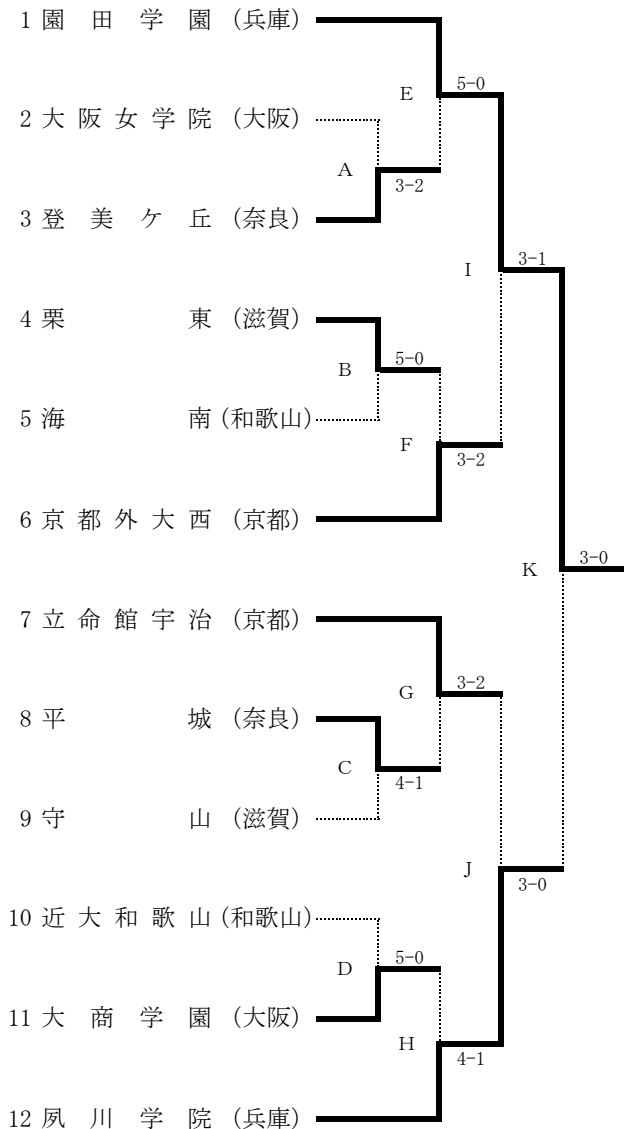 1 園田学園 (兵庫)
5-0
E
2 大阪女学院 (大阪)
A
3-2
3 登美ケ丘 (奈良)
3-1
I
4 栗東 (滋賀)
5-0
B
5 海南 (和歌山)
F
3-2
6 京都外大西 (京都)
3-0
K
7 立命館宇治 (京都)
3-2
G
8 平城 (奈良)
C
4-1
9 守山 (滋賀)
J
3-0
10 近大和歌山 (和歌山)
5-0
D
11 大商学園 (大阪)
H
4-1
12 夙川学院 (兵庫)